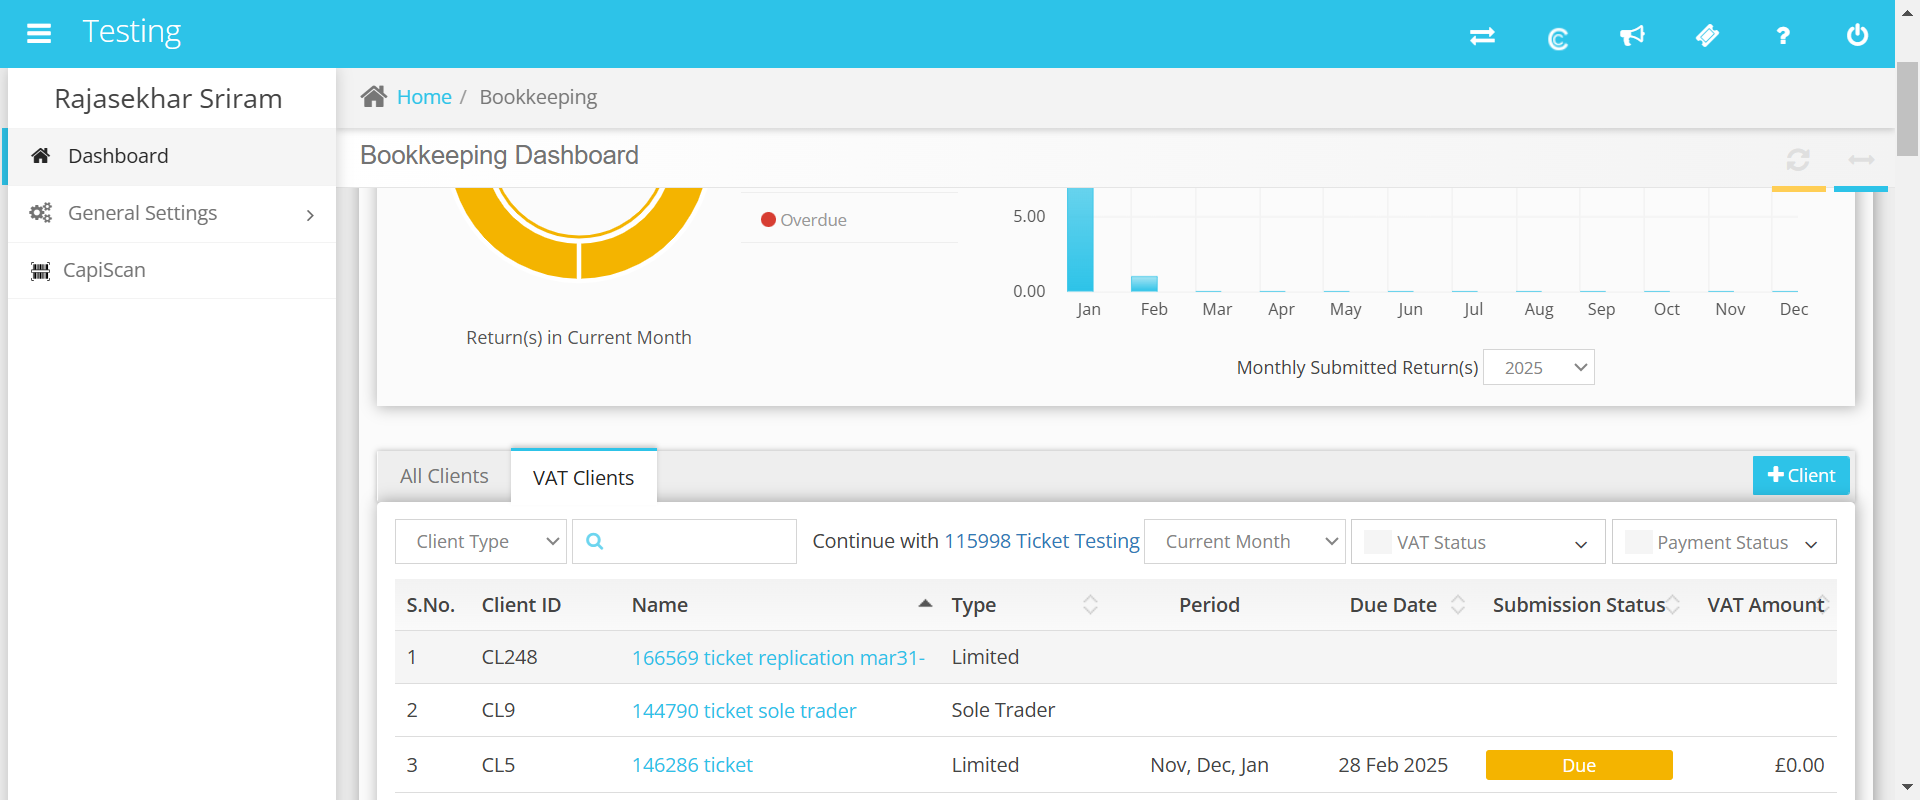 Testing
Rajasekhar Sriram
Dashboard
General Settings
CapiScan
Home / Bookkeeping
Bookkeeping Dashboard
Overdue
Return(s) in Current Month
5.00
0.00
Jan Feb Mar Apr May Jun Jul Aug Sep Oct Nov Dec
Monthly Submitted Return(s) 2025
All Clients VAT Clients
Client
Client Type Continue with 115998 Ticket Testing Current Month VAT Status Payment Status
S.No. Client ID Name Type Period Due Date Submission Status VAT Amount
1 CL248 166569 ticket replication mar31- Limited
2 CL9 144790 ticket sole trader Sole Trader
3 CL5 146286 ticket Limited Nov, Dec, Jan 28 Feb 2025 Due £0.00